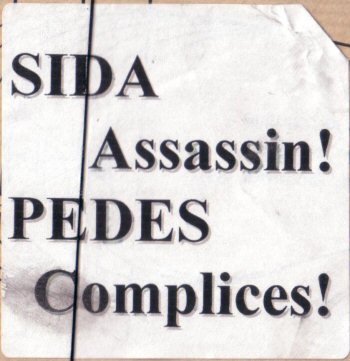 SIDA
Assassin!
PEDES
Complices!